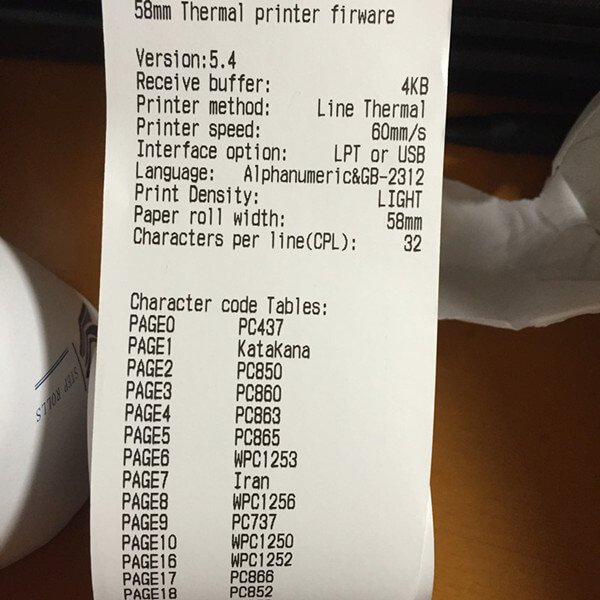 58mm Thermal printer firware
Version:5.4
Receive buffer: 4KB
Printer method: Line Thermal
Printer speed: 60mm/s
Interface option: LPT or USB
Language: Alphanumeric&GB-2312
Print Density: LIGHT
Paper roll width: 58mm
Characters per line(CPL): 32
Character code Tables:
PAGE0 PC437
PAGE1 Katakana
PAGE2 PC850
PAGE3 PC860
PAGE4 PC863
PAGE5 PC865
PAGE6 WPC1253
PAGE7 Iran
PAGE8 WPC1256
PAGE9 PC737
PAGE10 WPC1250
PAGE16 WPC1252
PAGE17 PC866
PAGE18 PC852
STEP ROLLS